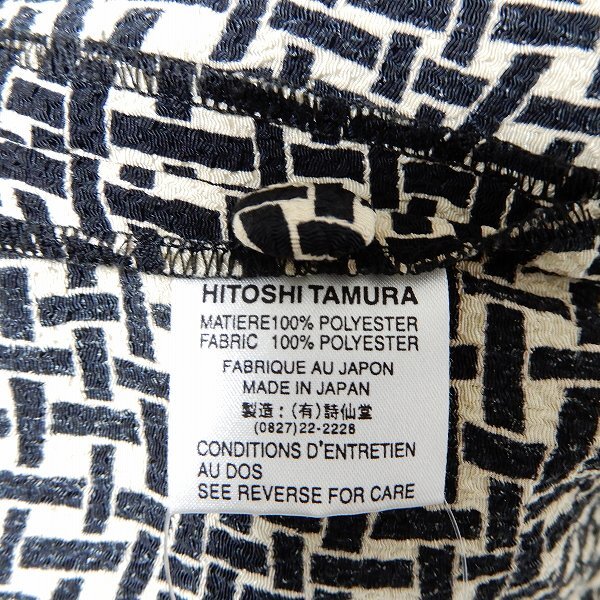 HITOSHI TAMURA
MATIERE100% POLYESTER
FABRIC 100% POLYESTER
FABRIQUE AU JAPON
MADE IN JAPAN
製造：(有)詩仙堂
(0827)22-2228
CONDITIONS D'ENTRETIEN
AU DOS
SEE REVERSE FOR CARE